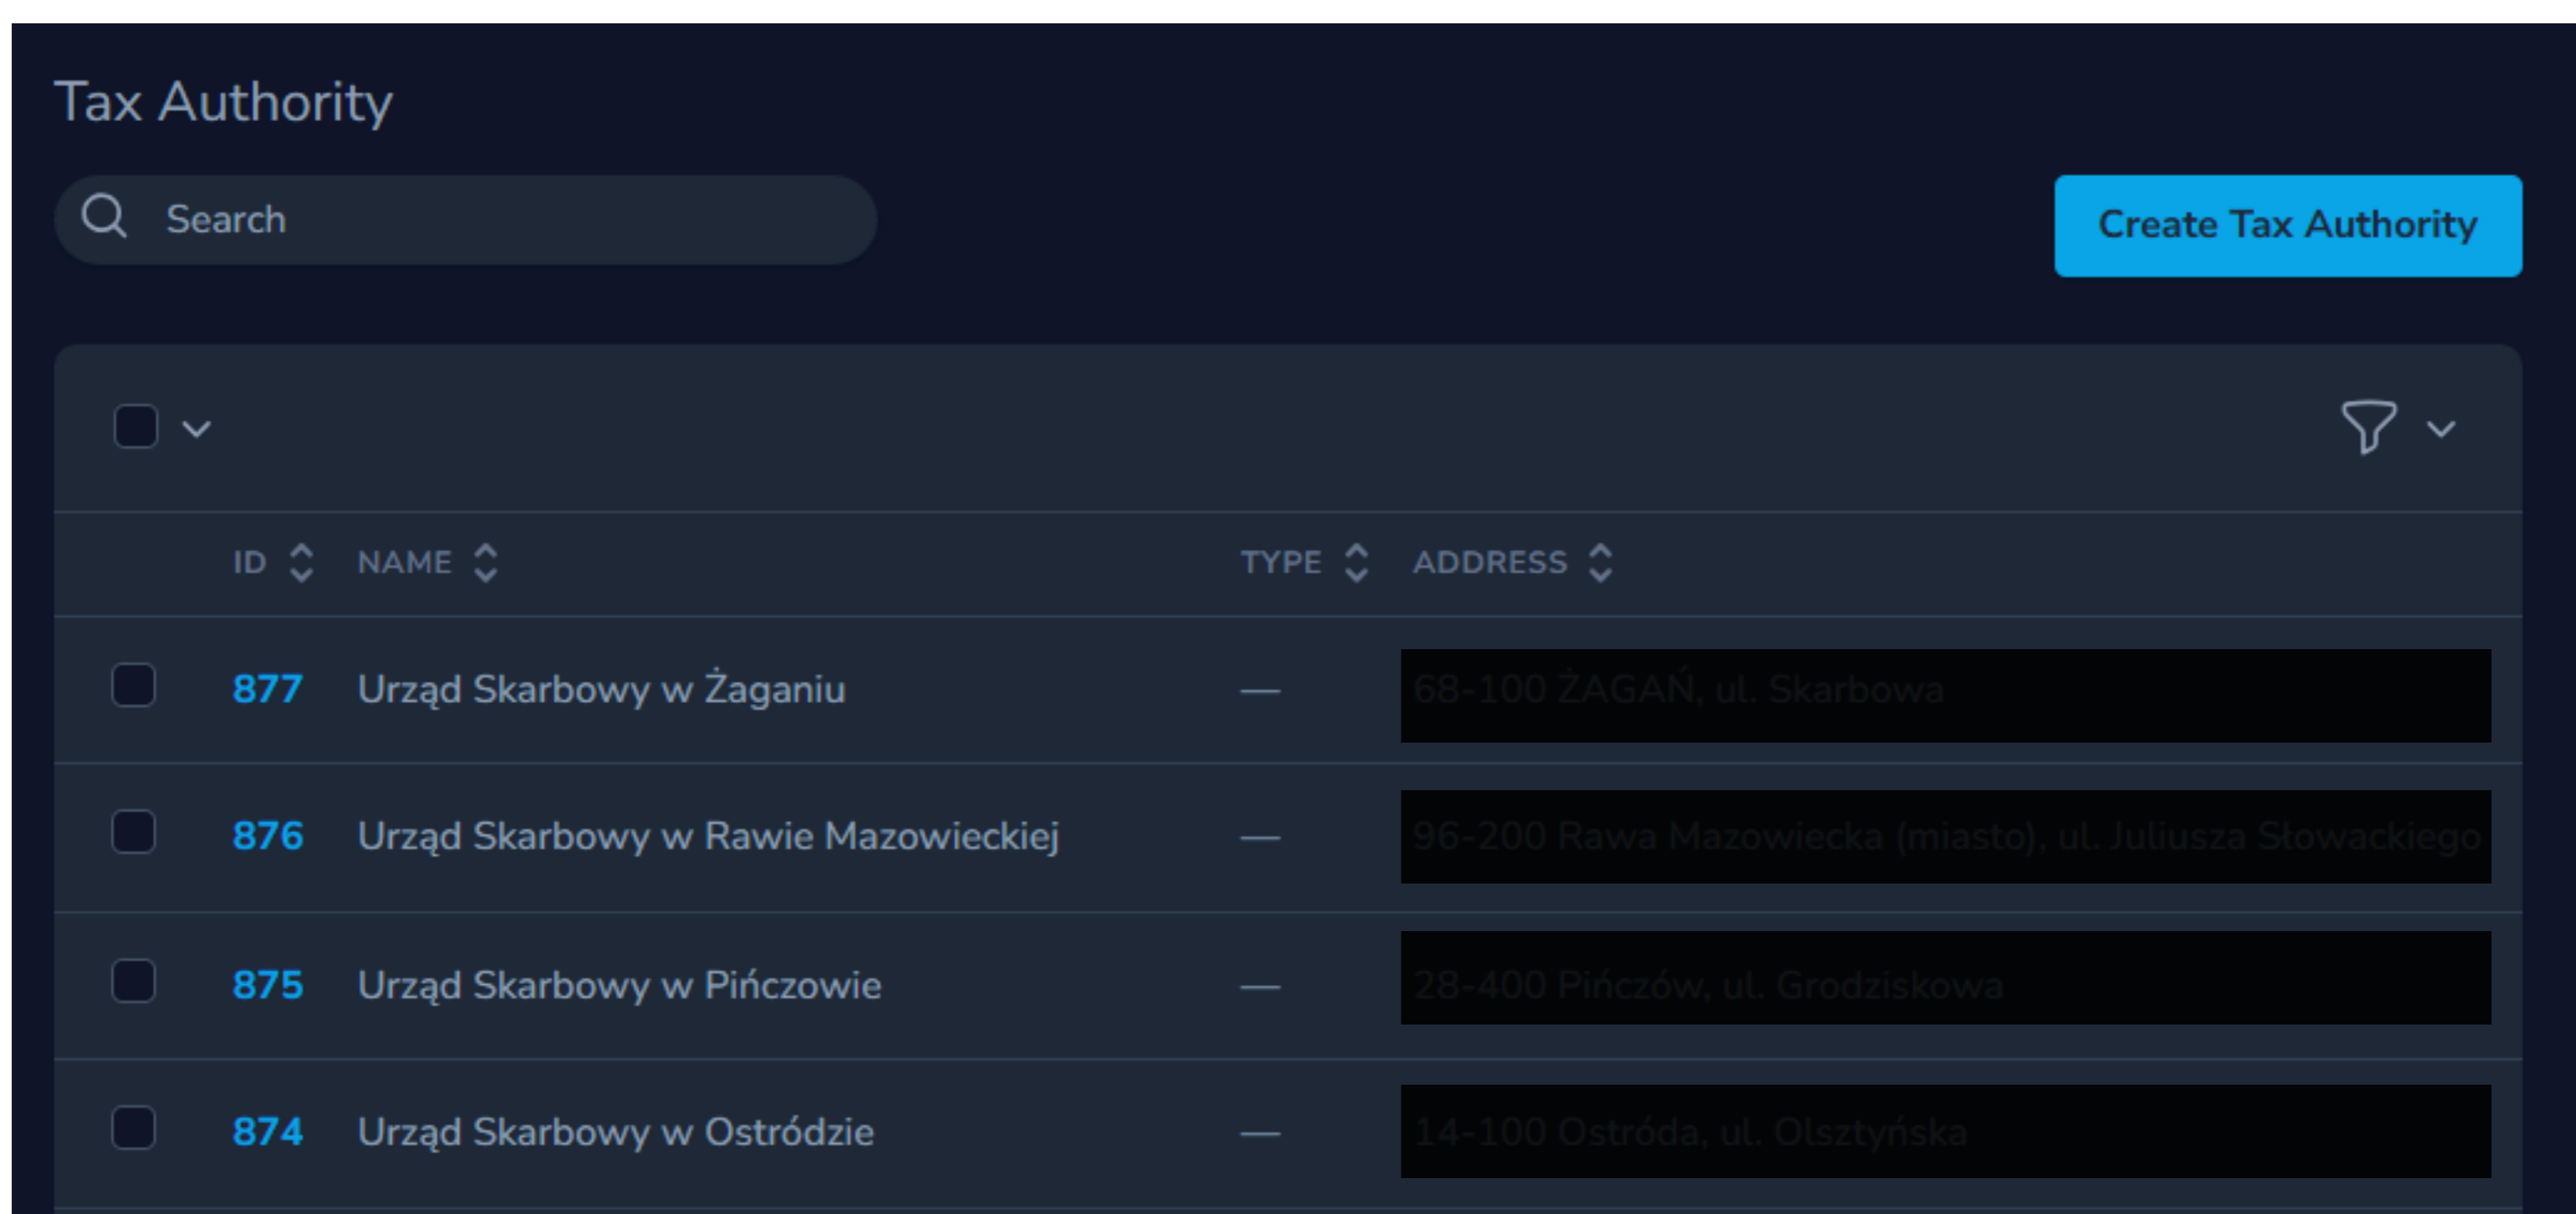 Tax Authority
Search
Create Tax Authority
ID NAME TYPE ADDRESS
877 Urząd Skarbowy w Żaganiu — 68-100 ŻAGAŃ, ul. Skarbowa
876 Urząd Skarbowy w Rawie Mazowieckiej — 96-200 Rawa Mazowiecka (miasto), ul. Juliusza Słowackiego
875 Urząd Skarbowy w Pińczowie — 28-400 Pińczów, ul. Grodziskowa
874 Urząd Skarbowy w Ostródzie — 14-100 Ostróda, ul. Olsztyńska